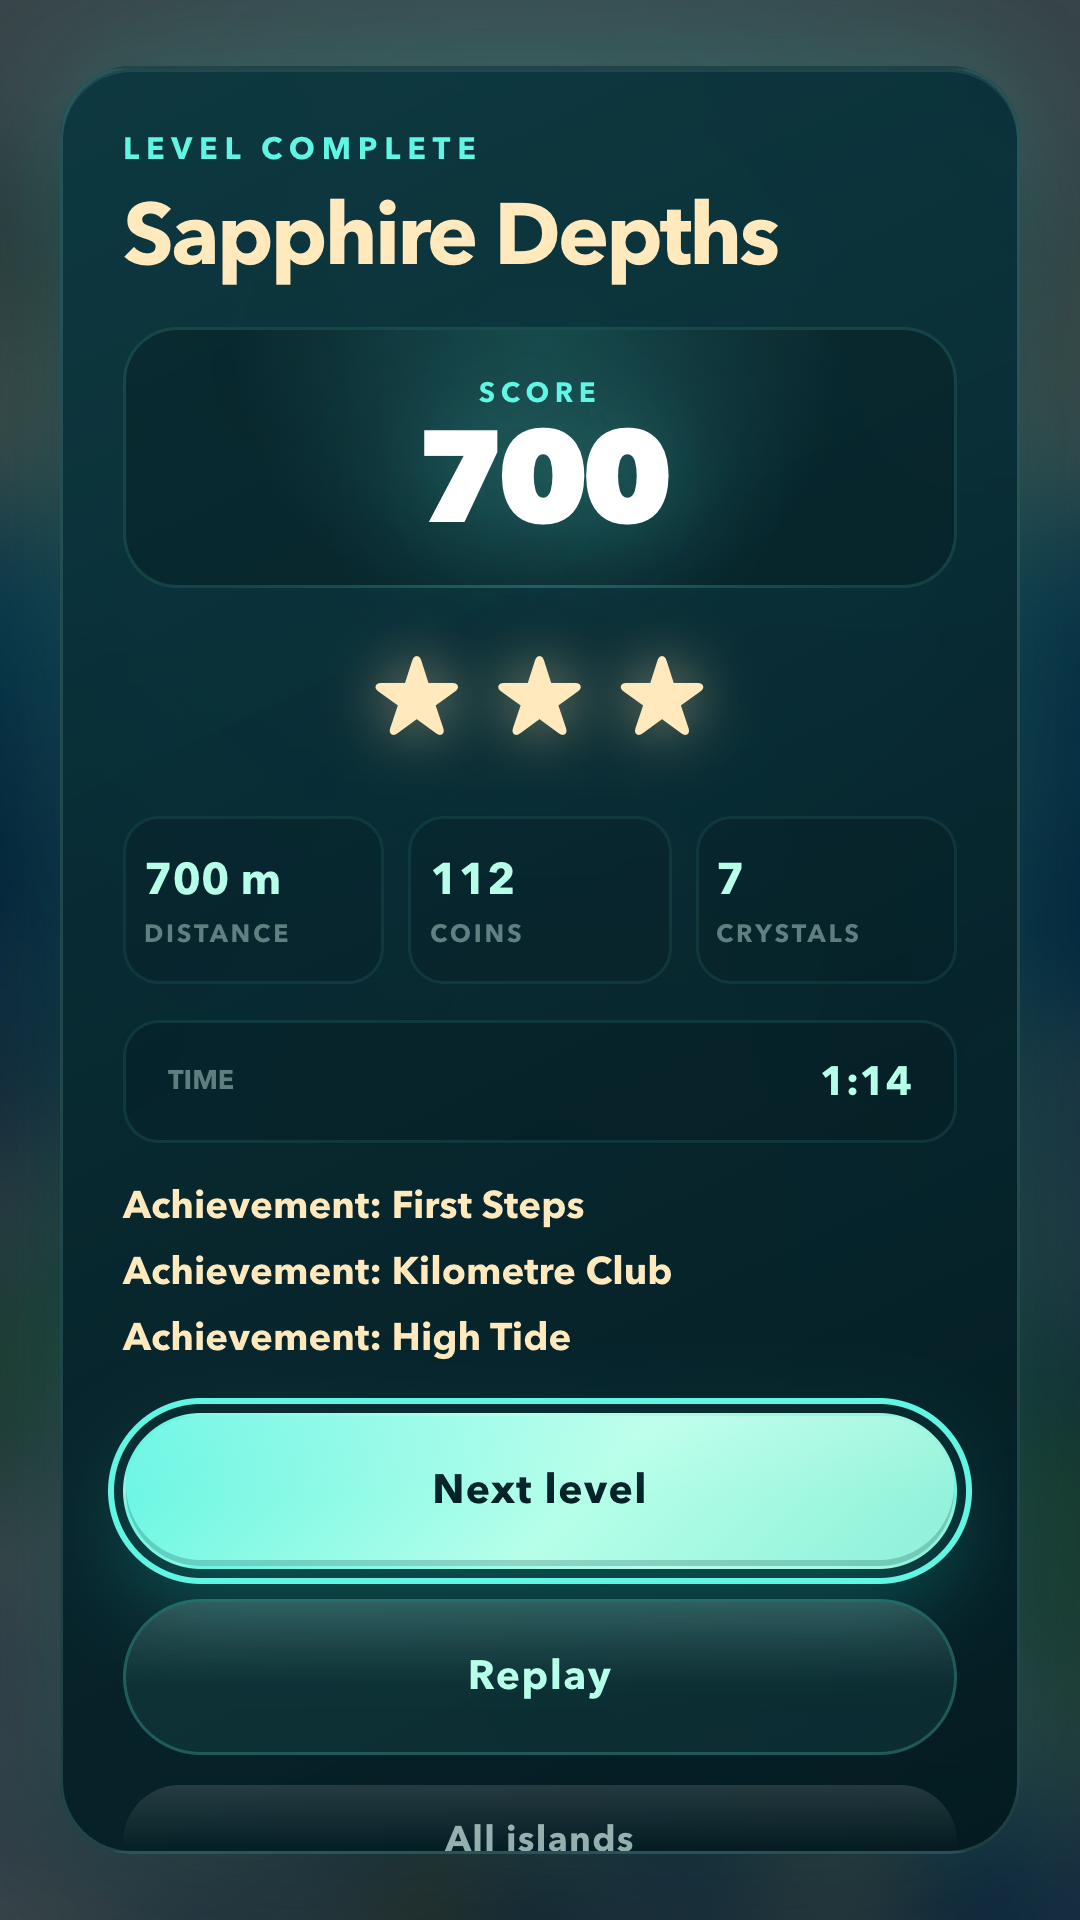 LEVEL COMPLETE
Sapphire Depths
SCORE
700
700 m
DISTANCE
112
COINS
7
CRYSTALS
TIME
1:14
Achievement: First Steps
Achievement: Kilometre Club
Achievement: High Tide
Next level
Replay
All islands